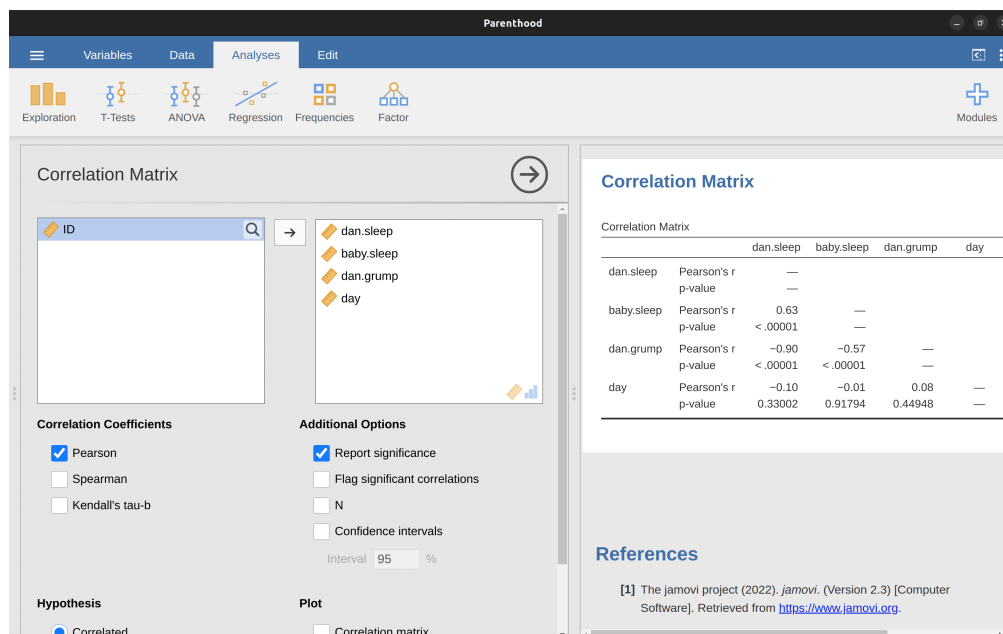 Parenthood
Variables Data Analyses Edit
Exploration T-Tests ANOVA Regression Frequencies Factor Modules
Correlation Matrix
ID
dan.sleep
baby.sleep
dan.grump
day
Correlation Coefficients
Pearson
Spearman
Kendall's tau-b
Additional Options
Report significance
Flag significant correlations
N
Confidence intervals
Interval 95 %
Hypothesis
Correlated
Plot
Correlation matrix
Correlation Matrix
Correlation Matrix
dan.sleep baby.sleep dan.grump day
dan.sleep Pearson's r —
p-value —
baby.sleep Pearson's r 0.63 —
p-value < .00001 —
dan.grump Pearson's r −0.90 −0.57 —
p-value < .00001 < .00001 —
day Pearson's r −0.10 −0.01 0.08 —
p-value 0.33002 0.91794 0.44948 —
References
[1] The jamovi project (2022). jamovi. (Version 2.3) [Computer
Software]. Retrieved from https://www.jamovi.org.